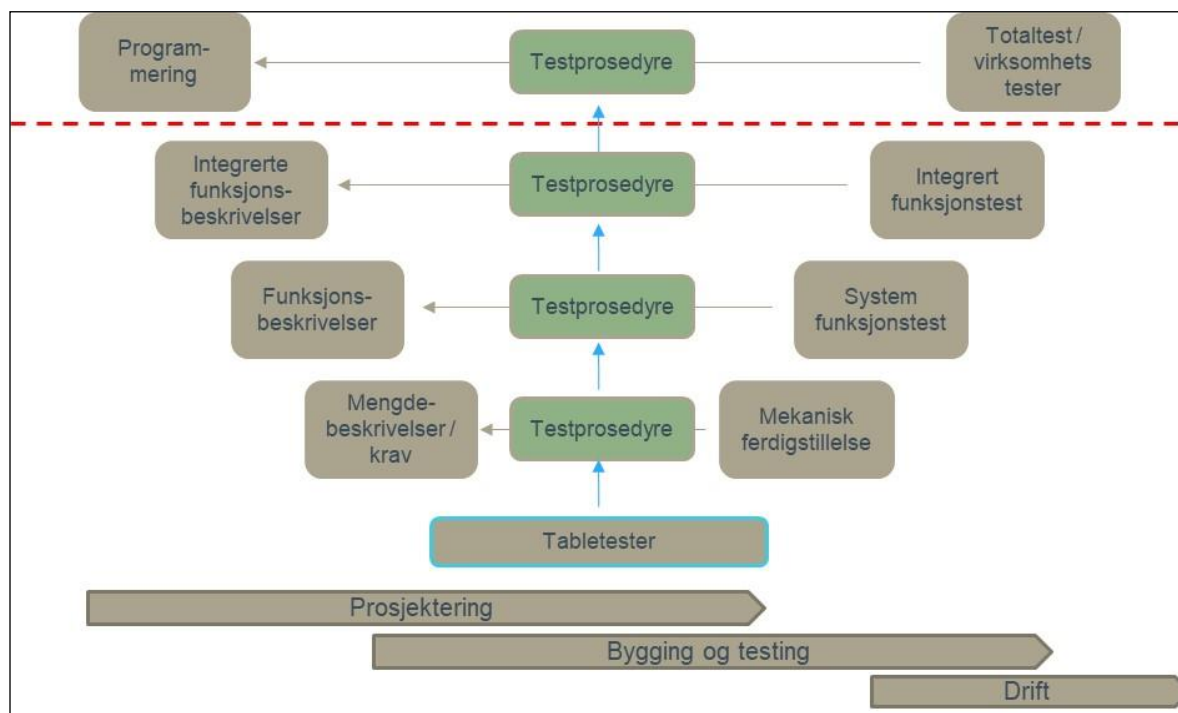 Program-
mering
Testprosedyre
Totaltest /
virksomhets
tester
Integrerte
funksjons-
beskrivelser
Testprosedyre
Integrert
funksjonstest
Funksjons-
beskrivelser
Testprosedyre
System
funksjonstest
Mengde-
beskrivelser /
krav
Testprosedyre
Mekanisk
ferdigstillelse
Tabletester
Prosjektering
Bygging og testing
Drift